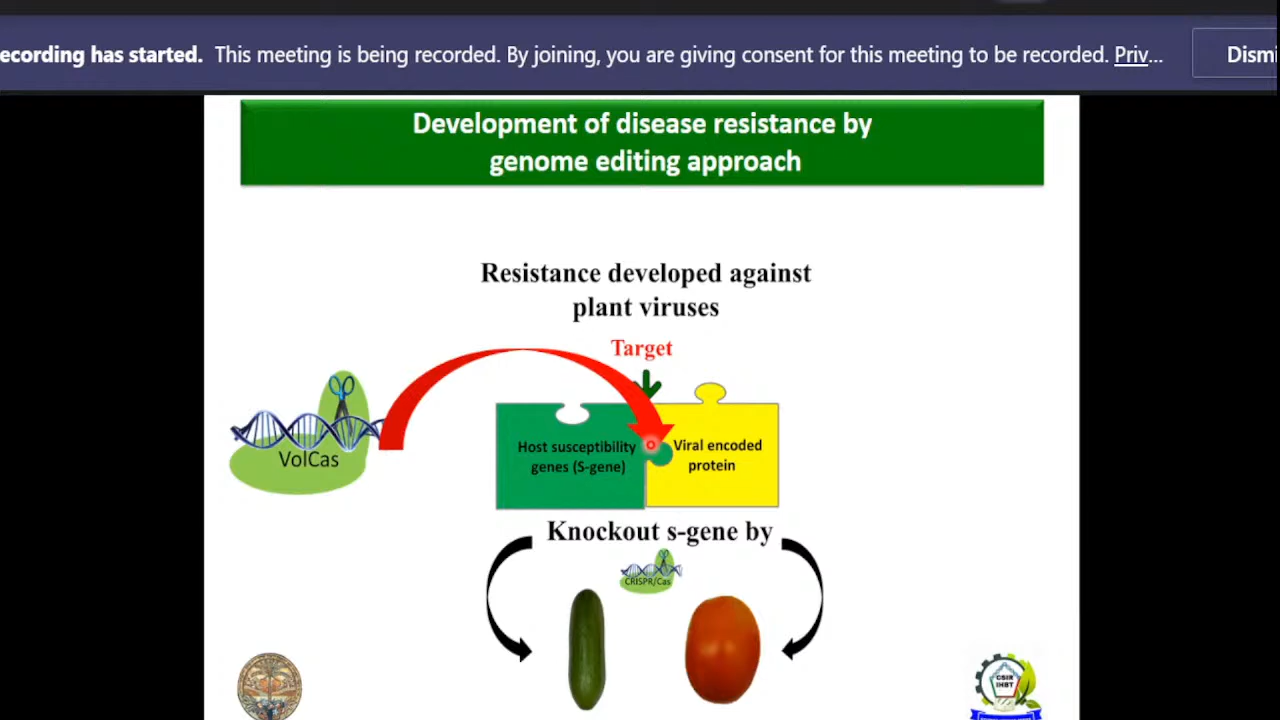 ecording has started. This meeting is being recorded. By joining, you are giving consent for this meeting to be recorded. Priv...
Dismi
Development of disease resistance by
genome editing approach
Resistance developed against
plant viruses
Target
VolCas
Host susceptibility
genes (S-gene)
Viral encoded
protein
Knockout s-gene by
CRISPR/Cas
CSIR
IHBT